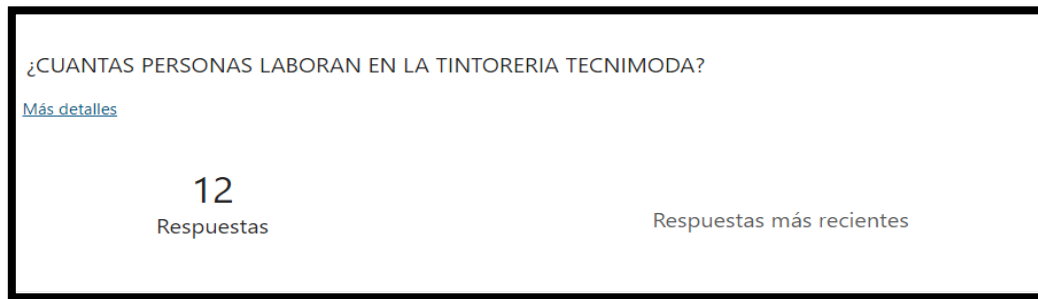 ¿CUANTAS PERSONAS LABORAN EN LA TINTORERIA TECNIMODA?
Más detalles
12
Respuestas
Respuestas más recientes